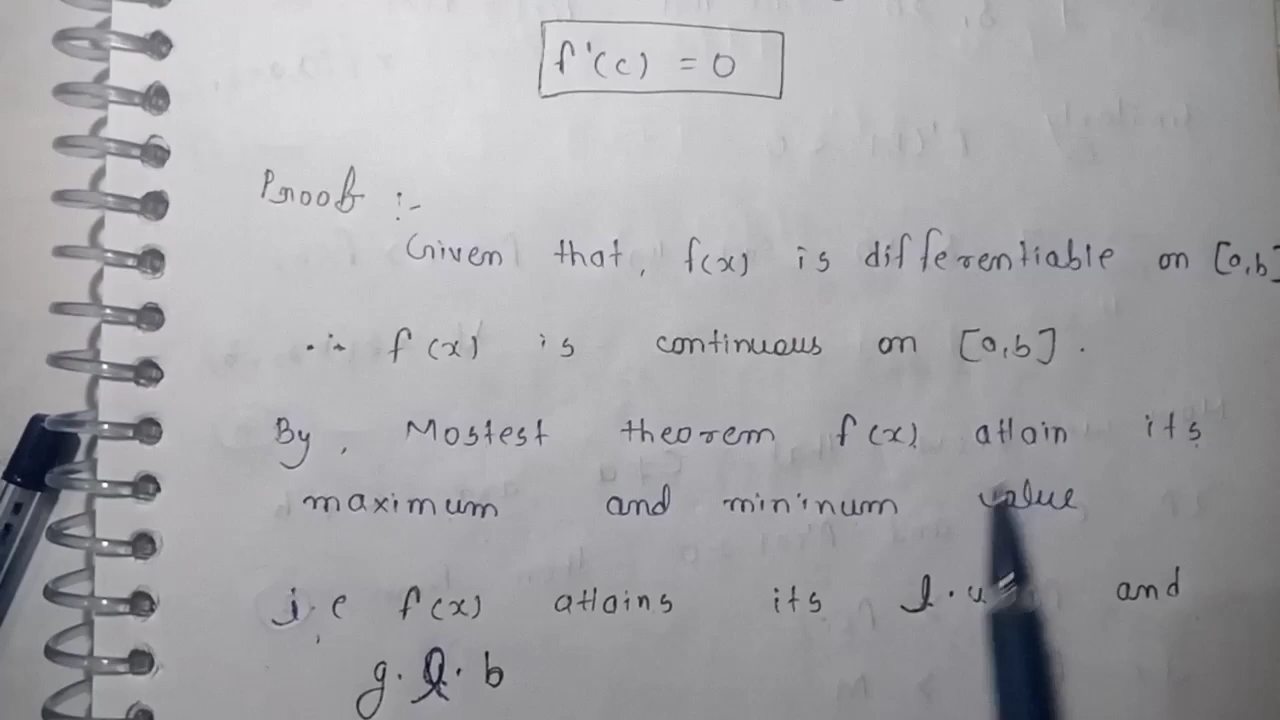 f'(c) = 0
Proof :-
Given that, f(x) is differentiable on [a,b]
∴ f(x) is continuous on [a,b].
By, Mostest theorem f(x) attain its
maximum and mininum value
i.e f(x) attains its l.u and
g.l.b